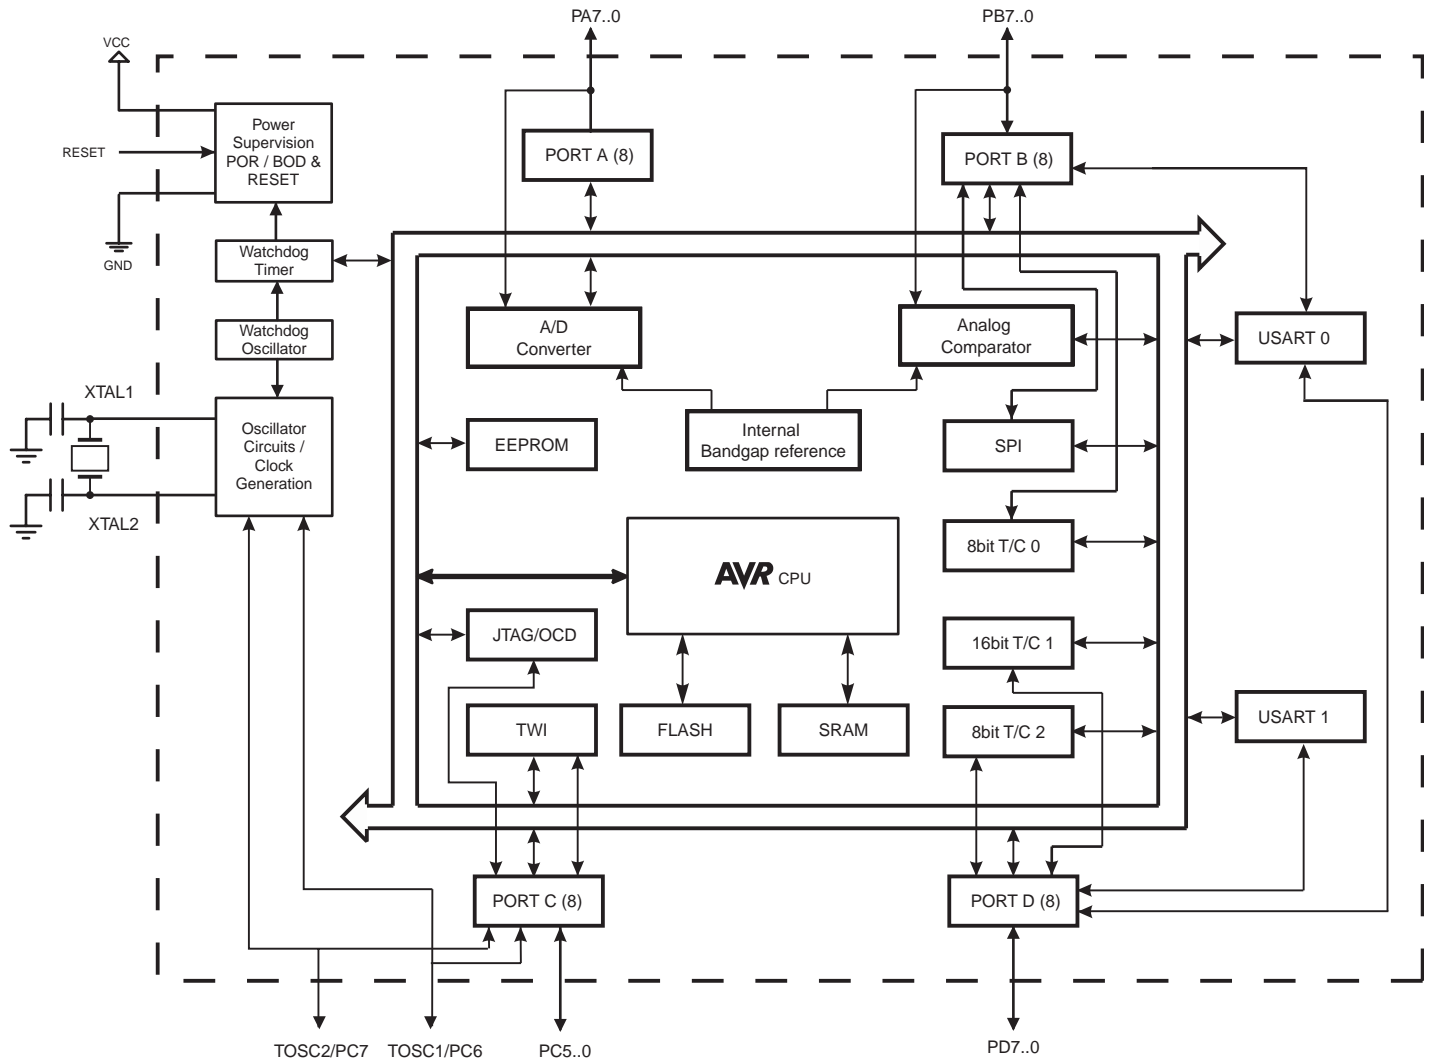 PA7..0
PB7..0
VCC
Power
Supervision
POR / BOD &
RESET
RESET
PORT A (8)
PORT B (8)
GND
Watchdog
Timer
Watchdog
Oscillator
A/D
Converter
Analog
Comparator
USART 0
XTAL1
Oscillator
Circuits /
Clock
Generation
EEPROM
Internal
Bandgap reference
SPI
XTAL2
8bit T/C 0
AVR CPU
JTAG/OCD
16bit T/C 1
TWI
FLASH
SRAM
8bit T/C 2
USART 1
PORT C (8)
PORT D (8)
TOSC2/PC7
TOSC1/PC6
PC5..0
PD7..0